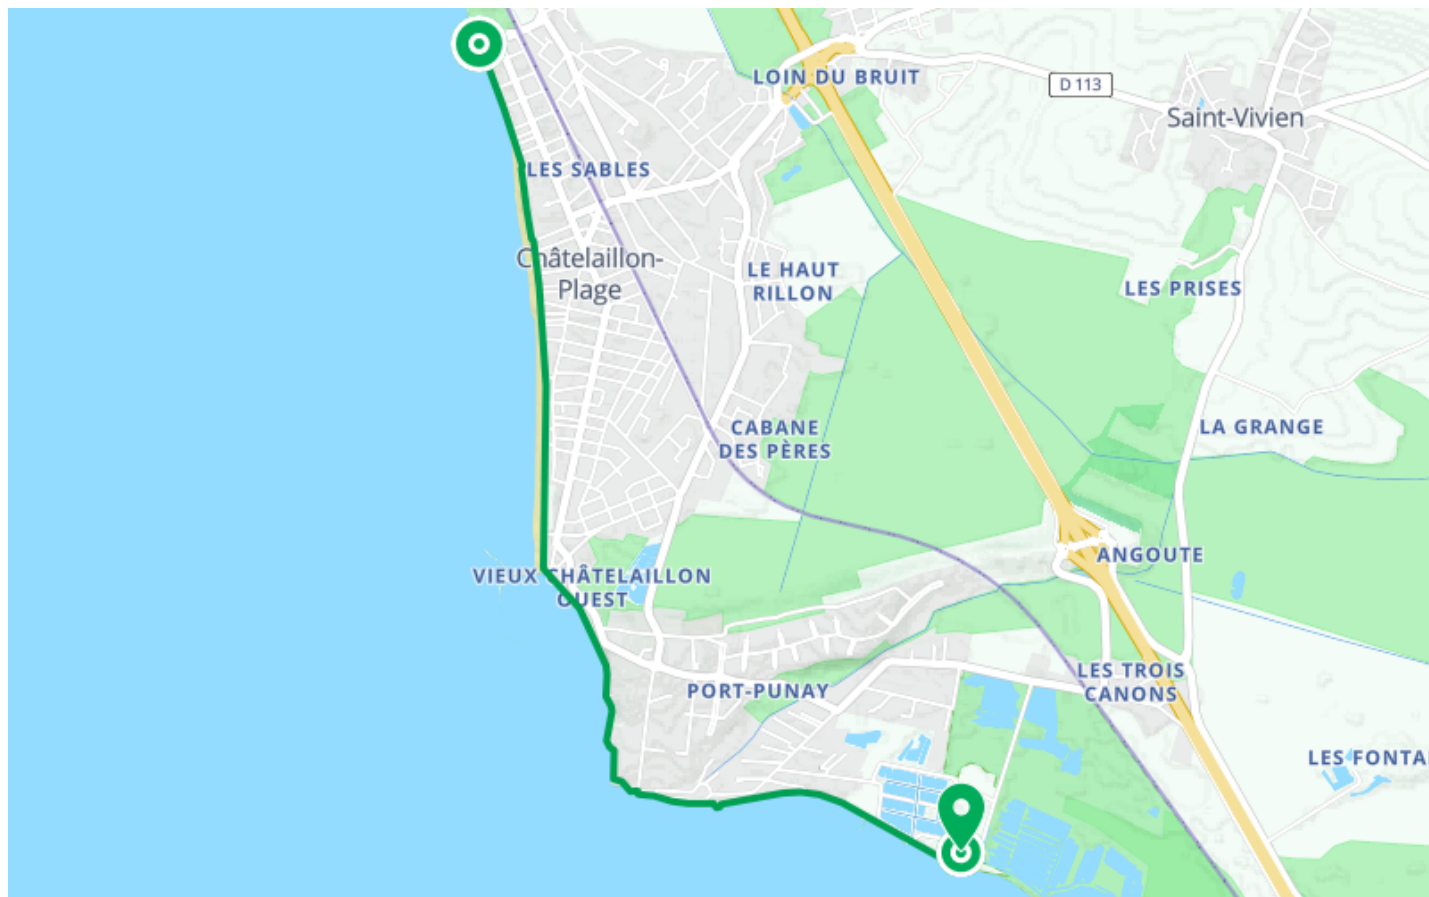 LOIN DU BRUIT
D 113
Saint-Vivien
LES SABLES
Châtelaillon-
Plage
LE HAUT
RILLON
LES PRISES
CABANE
DES PÈRES
LA GRANGE
ANGOUTE
VIEUX CHÂTELAILLON
OUEST
LES TROIS
CANONS
PORT-PUNAY
LES FONTAI